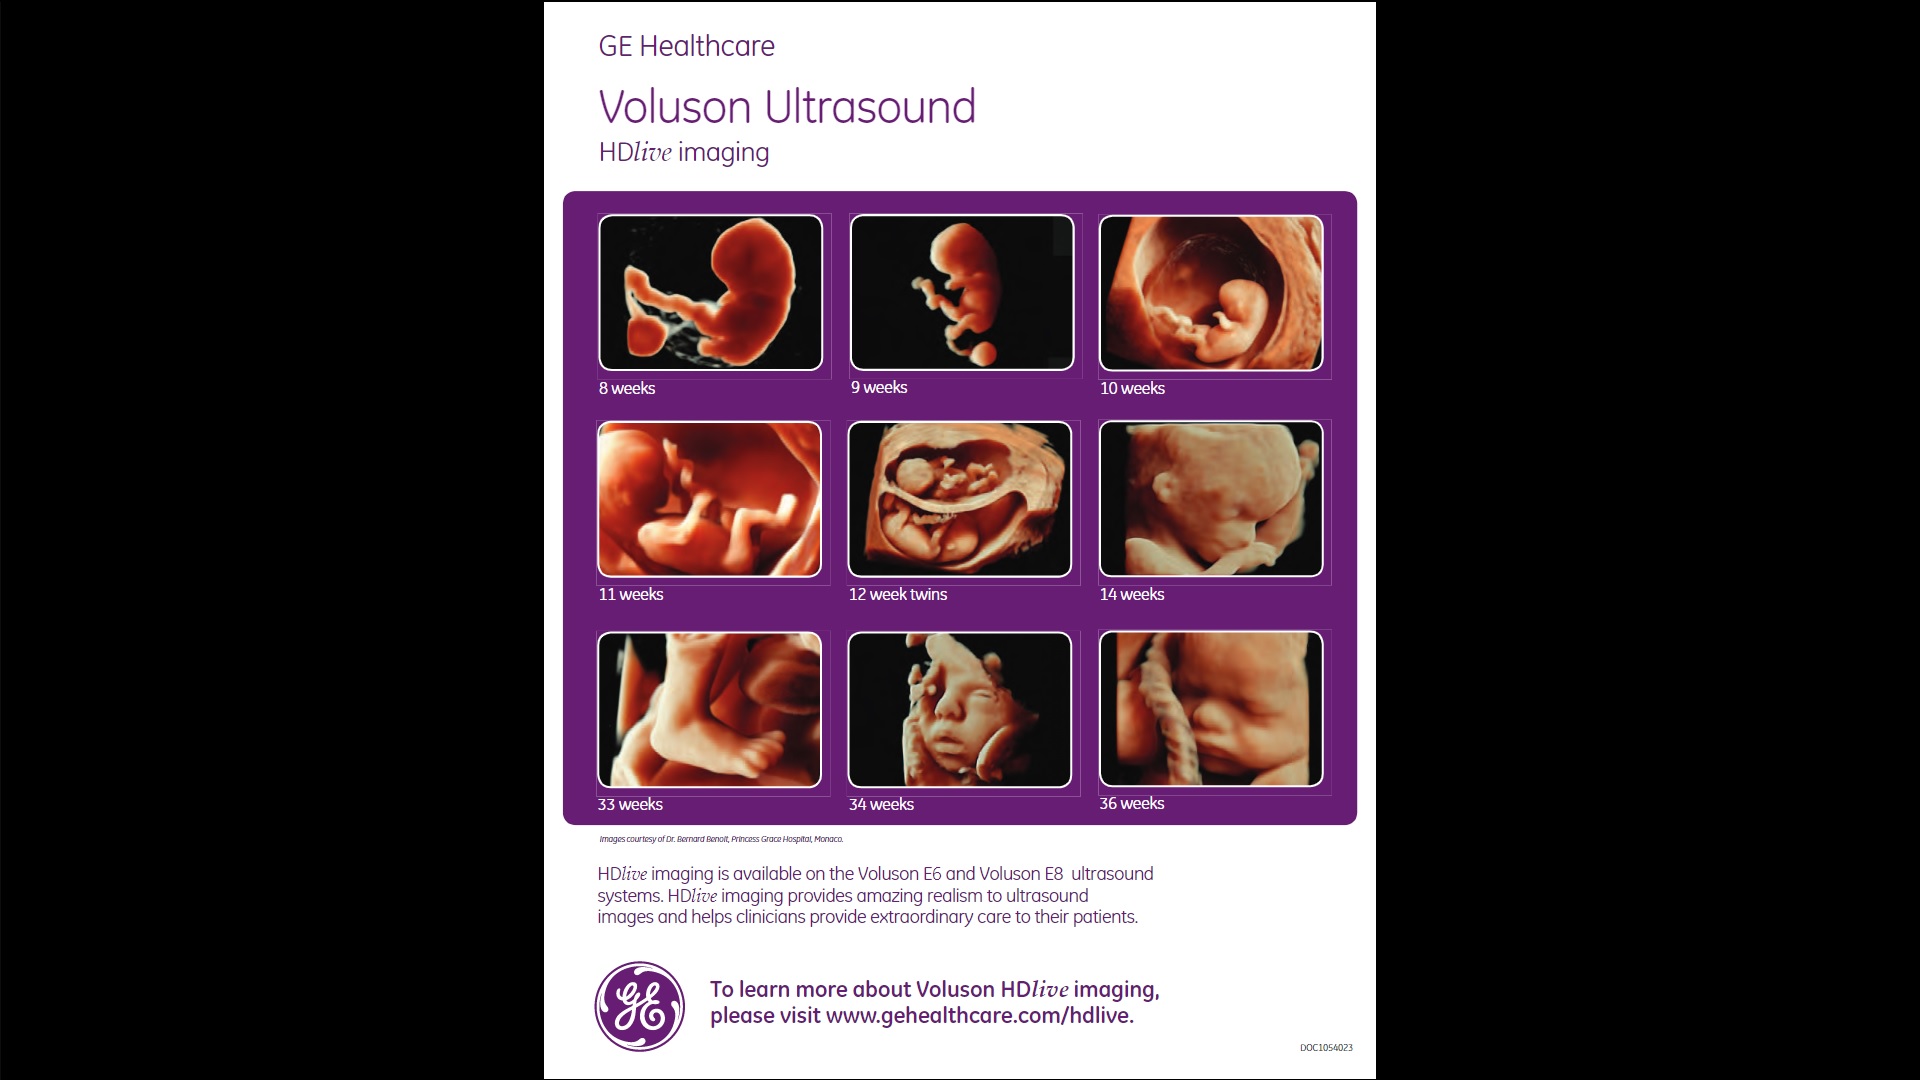 GE Healthcare
Voluson Ultrasound
HDlive imaging
8 weeks
9 weeks
10 weeks
11 weeks
12 week twins
14 weeks
33 weeks
34 weeks
36 weeks
Images courtesy of Dr. Bernard Benoit, Princess Grace Hospital, Monaco.
HDlive imaging is available on the Voluson E6 and Voluson E8 ultrasound
systems. HDlive imaging provides amazing realism to ultrasound
images and helps clinicians provide extraordinary care to their patients.
GE
To learn more about Voluson HDlive imaging,
please visit www.gehealthcare.com/hdlive.
DOC1054023